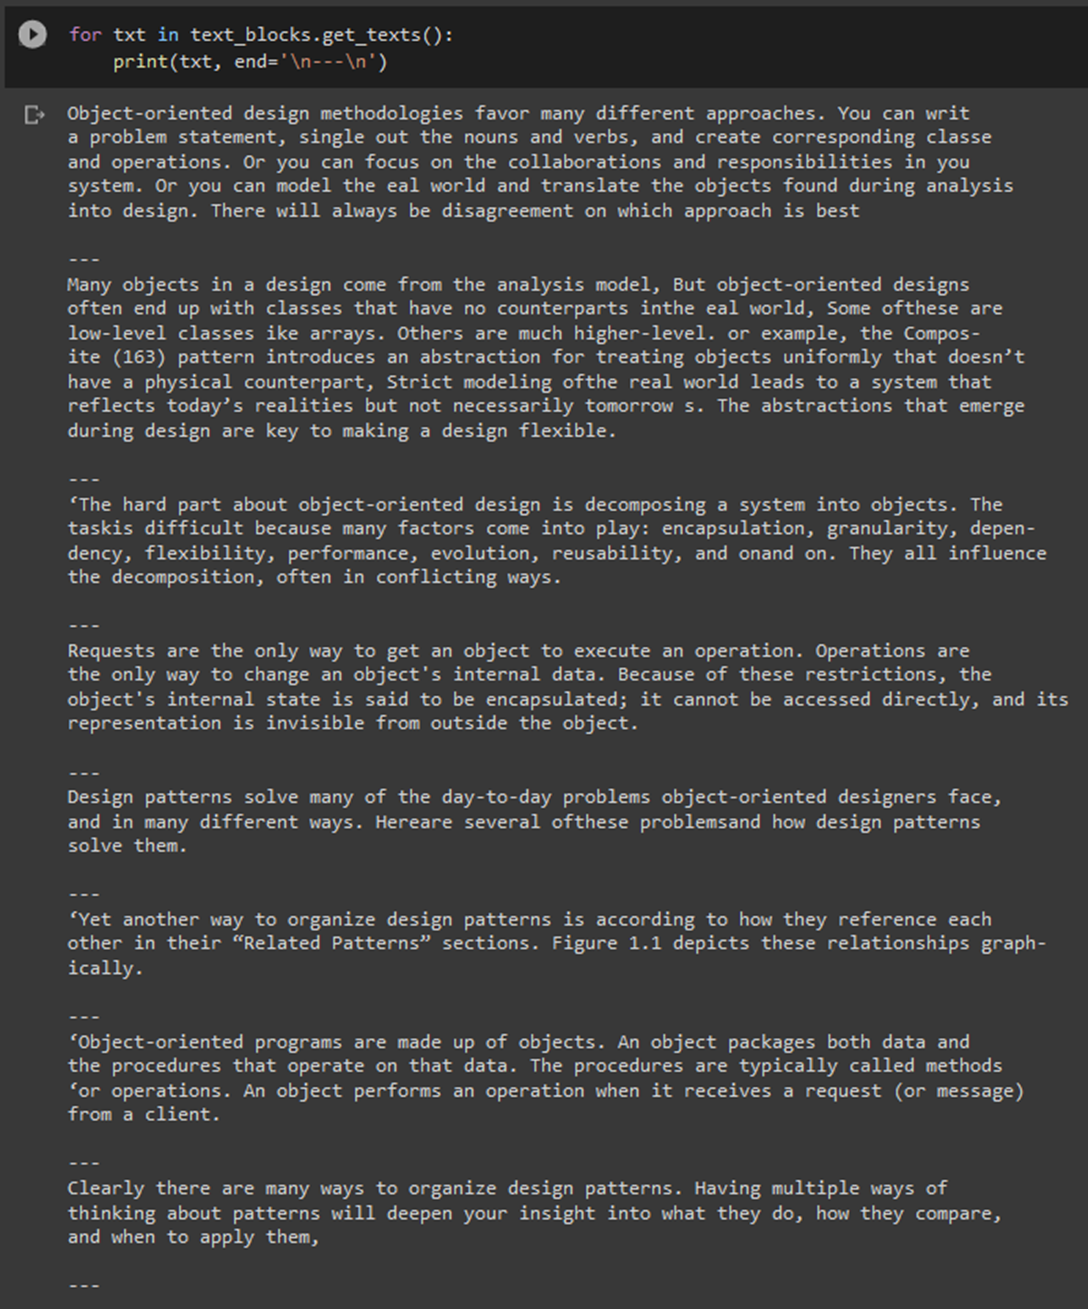 for txt in text_blocks.get_texts():
    print(txt, end='\n---\n')
Object-oriented design methodologies favor many different approaches. You can writ
a problem statement, single out the nouns and verbs, and create corresponding classe
and operations. Or you can focus on the collaborations and responsibilities in you
system. Or you can model the eal world and translate the objects found during analysis
into design. There will always be disagreement on which approach is best
---
Many objects in a design come from the analysis model, But object-oriented designs
often end up with classes that have no counterparts inthe eal world, Some ofthese are
low-level classes ike arrays. Others are much higher-level. or example, the Compos-
ite (163) pattern introduces an abstraction for treating objects uniformly that doesn’t
have a physical counterpart, Strict modeling ofthe real world leads to a system that
reflects today’s realities but not necessarily tomorrow s. The abstractions that emerge
during design are key to making a design flexible.
---
‘The hard part about object-oriented design is decomposing a system into objects. The
taskis difficult because many factors come into play: encapsulation, granularity, depen-
dency, flexibility, performance, evolution, reusability, and onand on. They all influence
the decomposition, often in conflicting ways.
---
Requests are the only way to get an object to execute an operation. Operations are
the only way to change an object's internal data. Because of these restrictions, the
object's internal state is said to be encapsulated; it cannot be accessed directly, and its
representation is invisible from outside the object.
---
Design patterns solve many of the day-to-day problems object-oriented designers face,
and in many different ways. Hereare several ofthese problemsand how design patterns
solve them.
---
‘Yet another way to organize design patterns is according to how they reference each
other in their “Related Patterns” sections. Figure 1.1 depicts these relationships graph-
ically.
---
‘Object-oriented programs are made up of objects. An object packages both data and
the procedures that operate on that data. The procedures are typically called methods
‘or operations. An object performs an operation when it receives a request (or message)
from a client.
---
Clearly there are many ways to organize design patterns. Having multiple ways of
thinking about patterns will deepen your insight into what they do, how they compare,
and when to apply them,
---